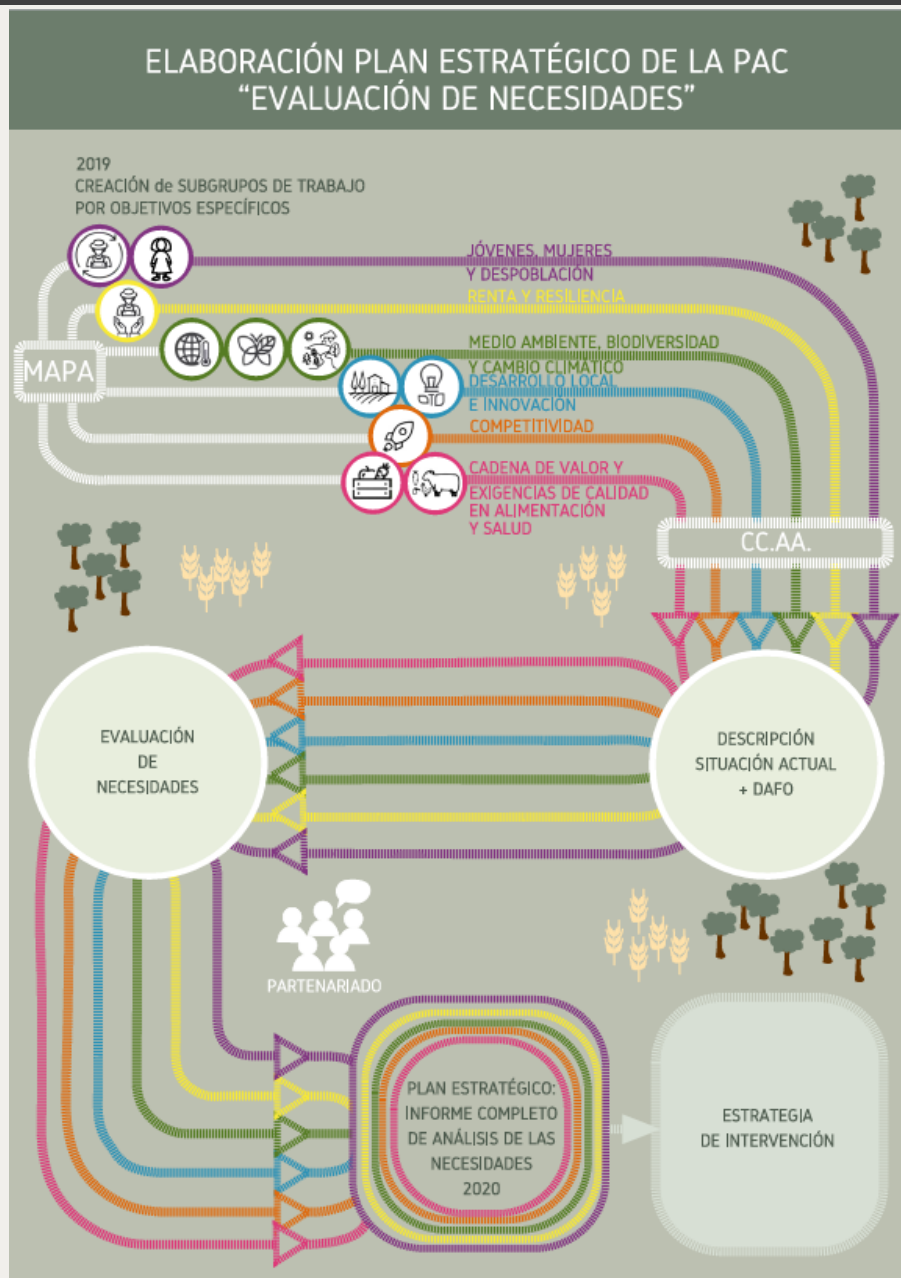 ELABORACIÓN PLAN ESTRATÉGICO DE LA PAC
“EVALUACIÓN DE NECESIDADES”
2019
CREACIÓN de SUBGRUPOS DE TRABAJO
POR OBJETIVOS ESPECÍFICOS
JÓVENES, MUJERES
Y DESPOBLACIÓN
RENTA Y RESILIENCIA
MEDIO AMBIENTE, BIODIVERSIDAD
Y CAMBIO CLIMÁTICO
MAPA
DESARROLLO LOCAL
E INNOVACIÓN
COMPETITIVIDAD
CADENA DE VALOR Y
EXIGENCIAS DE CALIDAD
EN ALIMENTACIÓN
Y SALUD
CC.AA.
EVALUACIÓN
DE
NECESIDADES
DESCRIPCIÓN
SITUACIÓN ACTUAL
+ DAFO
PARTENARIADO
PLAN ESTRATÉGICO:
INFORME COMPLETO
DE ANÁLISIS DE LAS
NECESIDADES
2020
ESTRATEGIA
DE INTERVENCIÓN